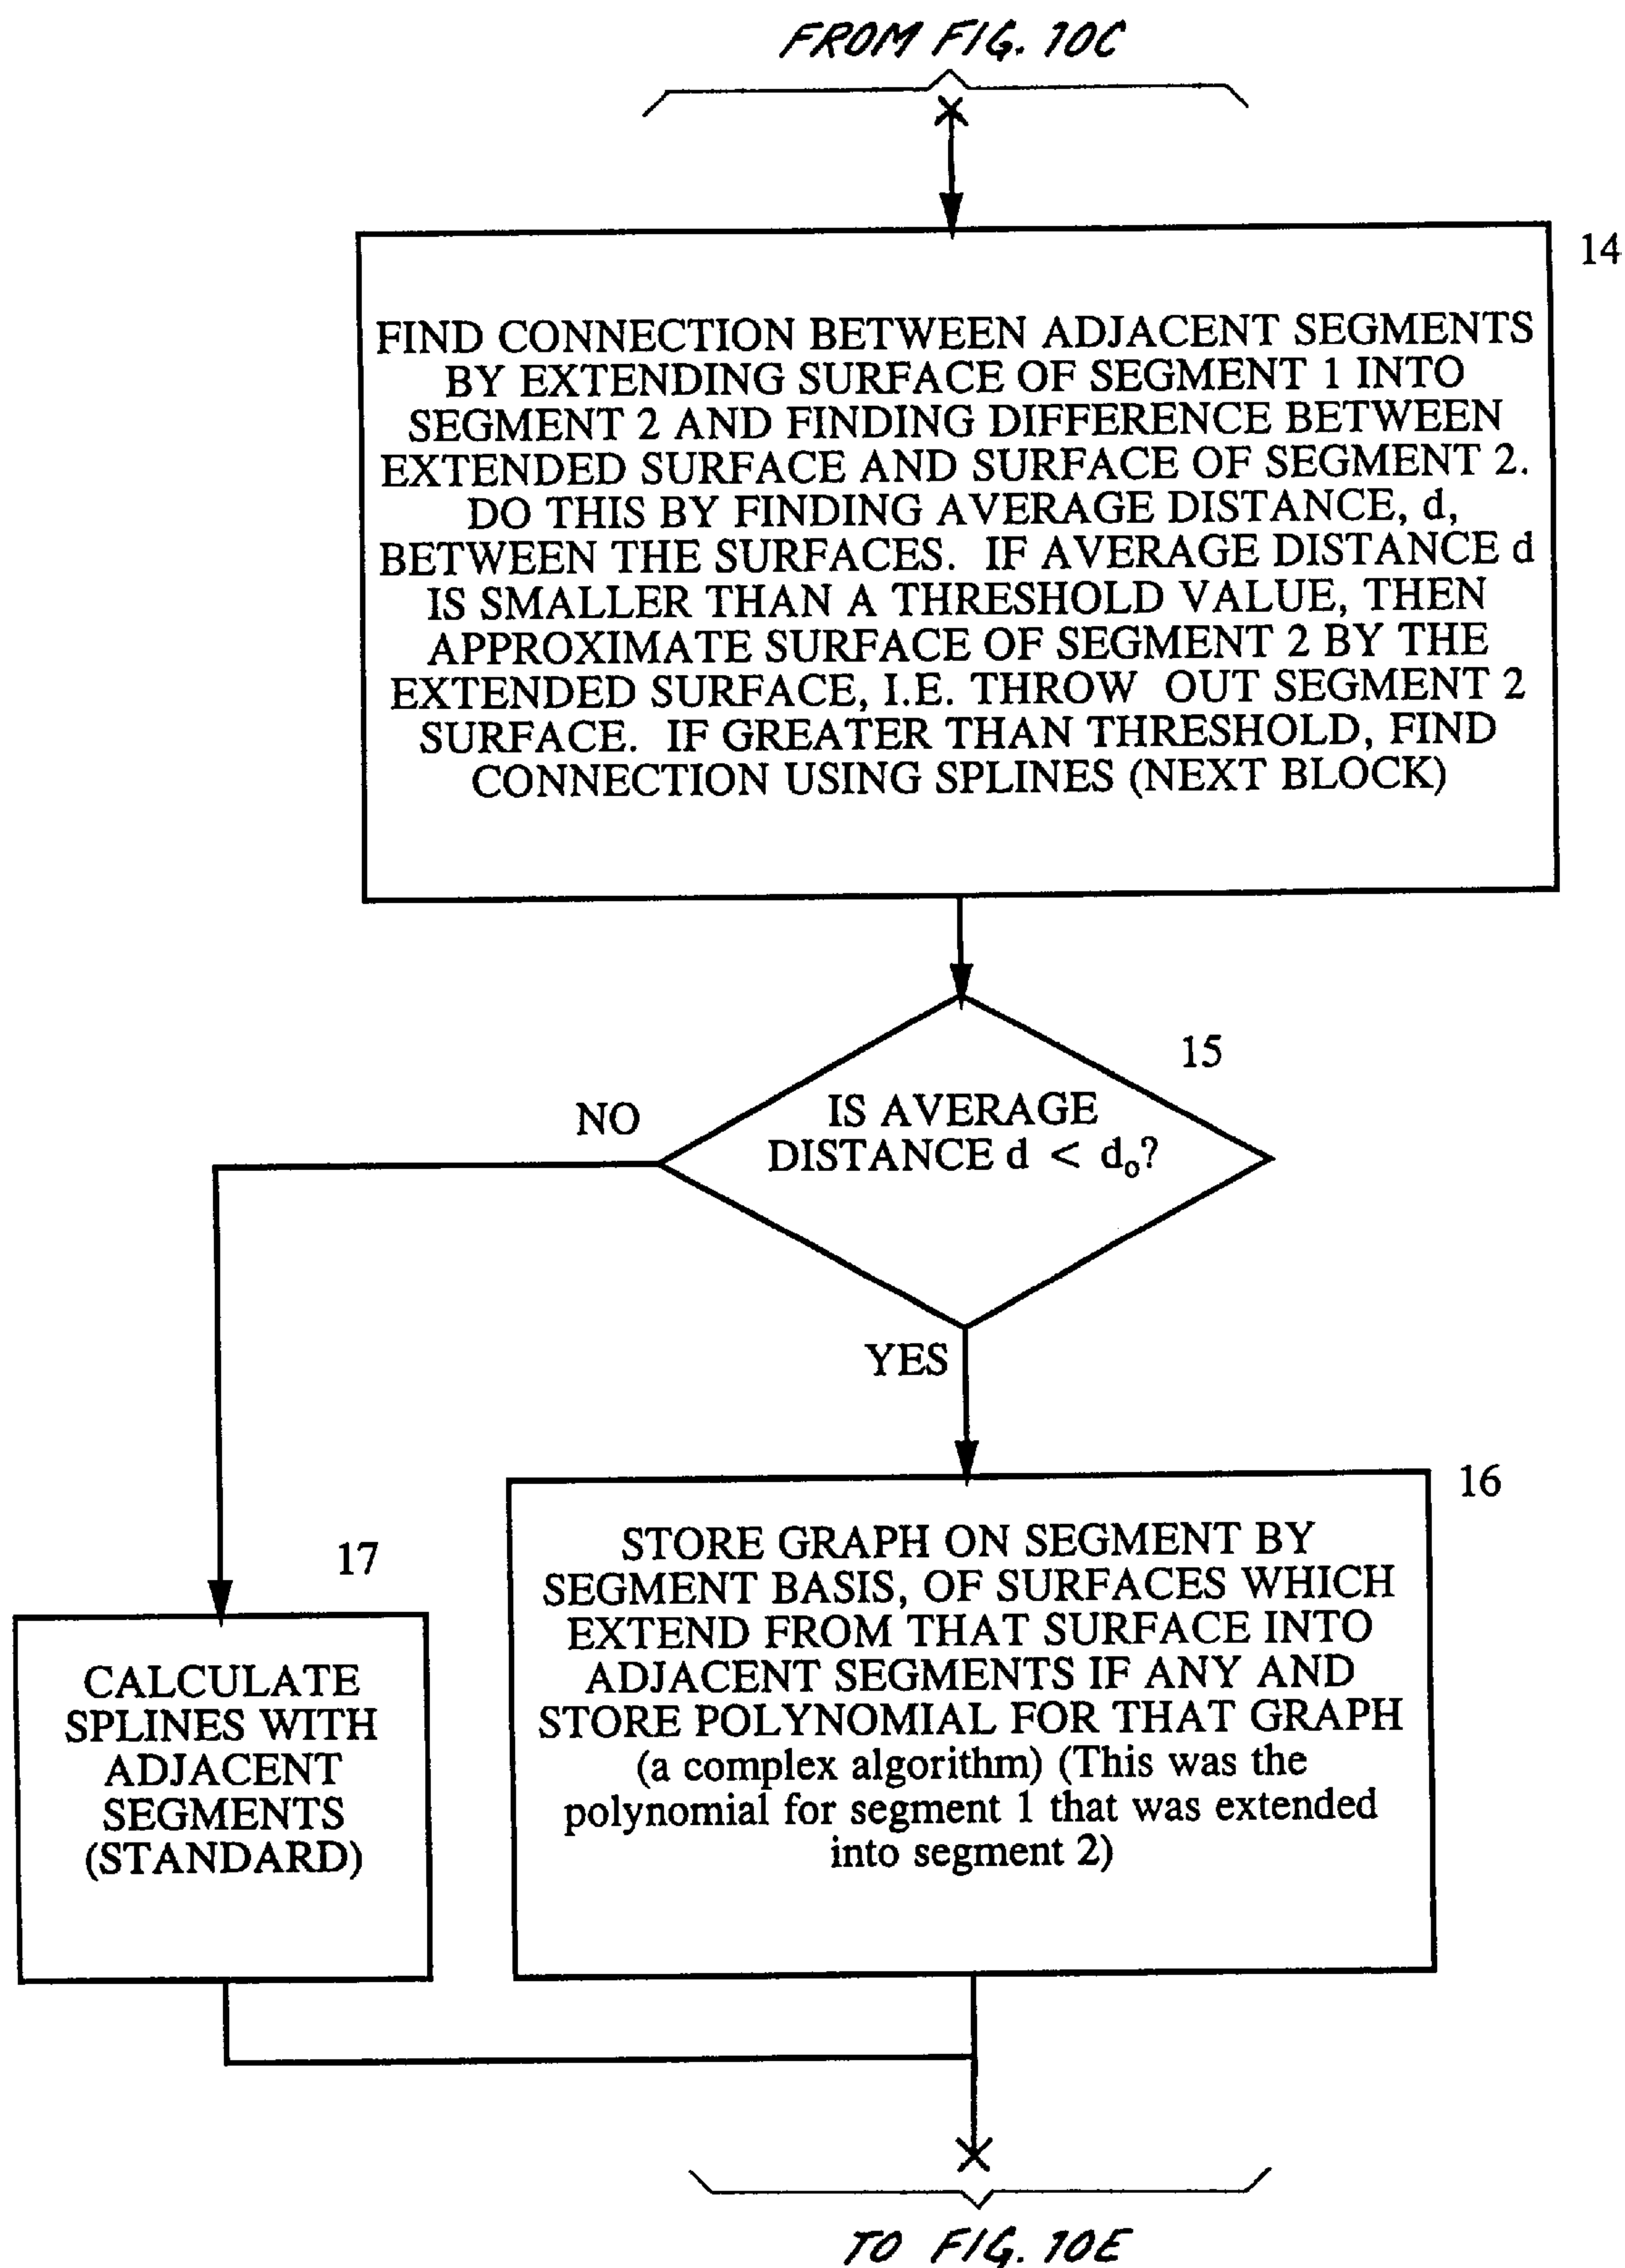 FROM FIG. 10C
14
FIND CONNECTION BETWEEN ADJACENT SEGMENTS
BY EXTENDING SURFACE OF SEGMENT 1 INTO
SEGMENT 2 AND FINDING DIFFERENCE BETWEEN
EXTENDED SURFACE AND SURFACE OF SEGMENT 2.
DO THIS BY FINDING AVERAGE DISTANCE, d,
BETWEEN THE SURFACES. IF AVERAGE DISTANCE d
IS SMALLER THAN A THRESHOLD VALUE, THEN
APPROXIMATE SURFACE OF SEGMENT 2 BY THE
EXTENDED SURFACE, I.E. THROW OUT SEGMENT 2
SURFACE. IF GREATER THAN THRESHOLD, FIND
CONNECTION USING SPLINES (NEXT BLOCK)
15
NO
IS AVERAGE
DISTANCE d < d₀?
YES
16
STORE GRAPH ON SEGMENT BY
SEGMENT BASIS, OF SURFACES WHICH
EXTEND FROM THAT SURFACE INTO
ADJACENT SEGMENTS IF ANY AND
STORE POLYNOMIAL FOR THAT GRAPH
(a complex algorithm) (This was the
polynomial for segment 1 that was extended
into segment 2)
17
CALCULATE
SPLINES WITH
ADJACENT
SEGMENTS
(STANDARD)
TO FIG. 10E